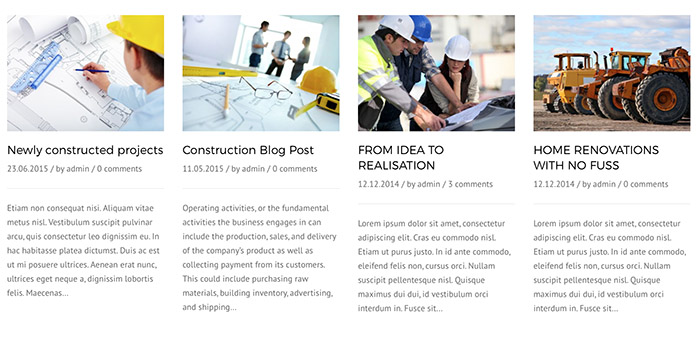 Newly constructed projects
23.06.2015 / by admin / 0 comments
Etiam non consequat nisi. Aliquam vitae
metus nisl. Vestibulum suscipit pulvinar
arcu, quis consectetur leo dignissim eu. In
hac habitasse platea dictumst. Duis ac est
ut mi posuere ultrices. Aenean erat nunc,
ultrices eget neque a, dignissim lobortis
felis. Maecenas...
Construction Blog Post
11.05.2015 / by admin / 0 comments
Operating activities, or the fundamental
activities the business engages in can
include the production, sales, and delivery
of the company's product as well as
collecting payment from its customers.
This could include purchasing raw
materials, building inventory, advertising,
and shipping...
FROM IDEA TO
REALISATION
12.12.2014 / by admin / 3 comments
Lorem ipsum dolor sit amet, consectetur
adipiscing elit. Cras eu commodo nisl.
Etiam ut purus justo. In id ante commodo,
eleifend felis non, cursus orci. Nullam
suscipit pellentesque nisl. Quisque
maximus dui dui, id vestibulum orci
interdum in. Fusce sit...
HOME RENOVATIONS
WITH NO FUSS
12.12.2014 / by admin / 0 comments
Lorem ipsum dolor sit amet, consectetur
adipiscing elit. Cras eu commodo nisl.
Etiam ut purus justo. In id ante commodo,
eleifend felis non, cursus orci. Nullam
suscipit pellentesque nisl. Quisque
maximus dui dui, id vestibulum orci
interdum in. Fusce sit...